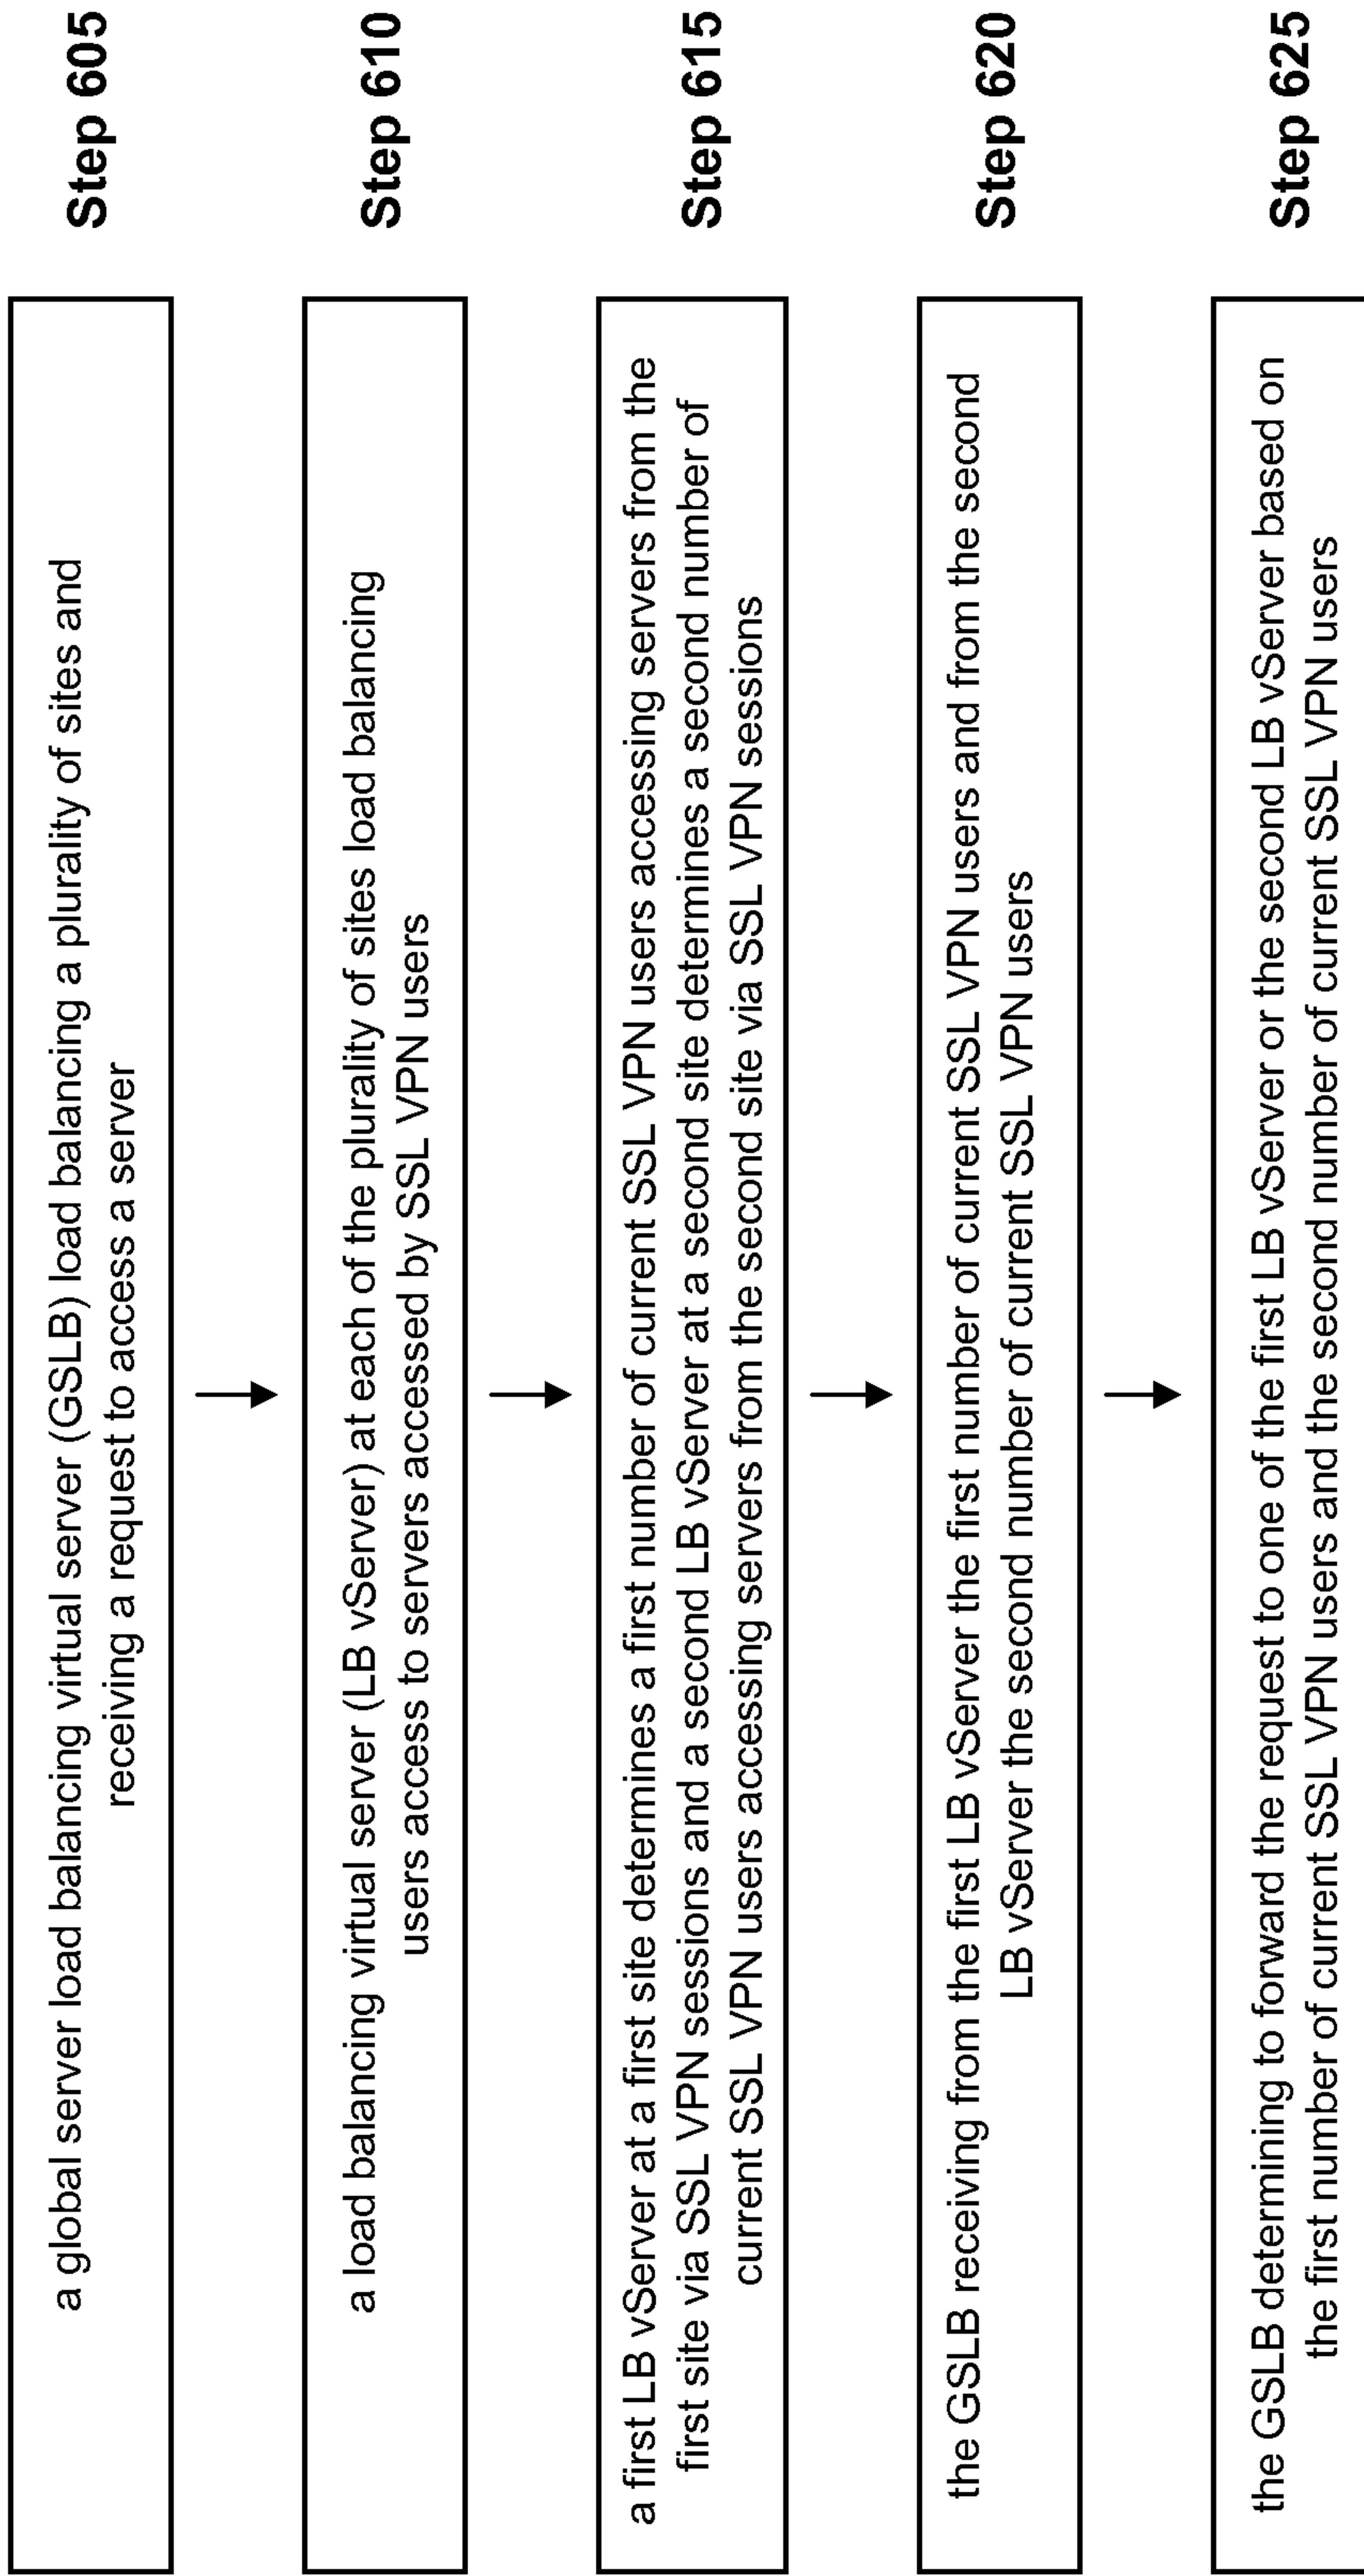 a global server load balancing virtual server (GSLB) load balancing a plurality of sites and
receiving a request to access a server
Step 605
a load balancing virtual server (LB vServer) at each of the plurality of sites load balancing
users access to servers accessed by SSL VPN users
Step 610
a first LB vServer at a first site determines a first number of current SSL VPN users accessing servers from the
first site via SSL VPN sessions and a second LB vServer at a second site determines a second number of
current SSL VPN users accessing servers from the second site via SSL VPN sessions
Step 615
the GSLB receiving from the first LB vServer the first number of current SSL VPN users and from the second
LB vServer the second number of current SSL VPN users
Step 620
the GSLB determining to forward the request to one of the first LB vServer or the second LB vServer based on
the first number of current SSL VPN users and the second number of current SSL VPN users
Step 625